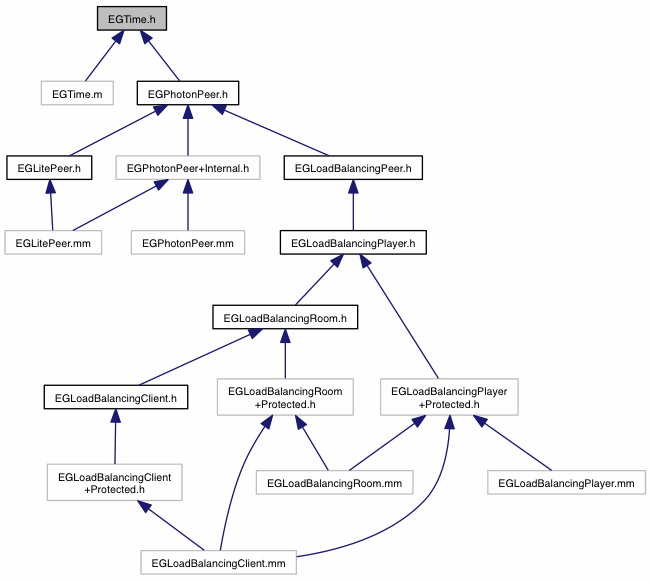 EGTime.h
EGTime.m
EGPhotonPeer.h
EGLitePeer.h
EGPhotonPeer+Internal.h
EGLoadBalancingPeer.h
EGLitePeer.mm
EGPhotonPeer.mm
EGLoadBalancingPlayer.h
EGLoadBalancingRoom.h
EGLoadBalancingClient.h
EGLoadBalancingRoom
+Protected.h
EGLoadBalancingPlayer
+Protected.h
EGLoadBalancingClient
+Protected.h
EGLoadBalancingRoom.mm
EGLoadBalancingPlayer.mm
EGLoadBalancingClient.mm